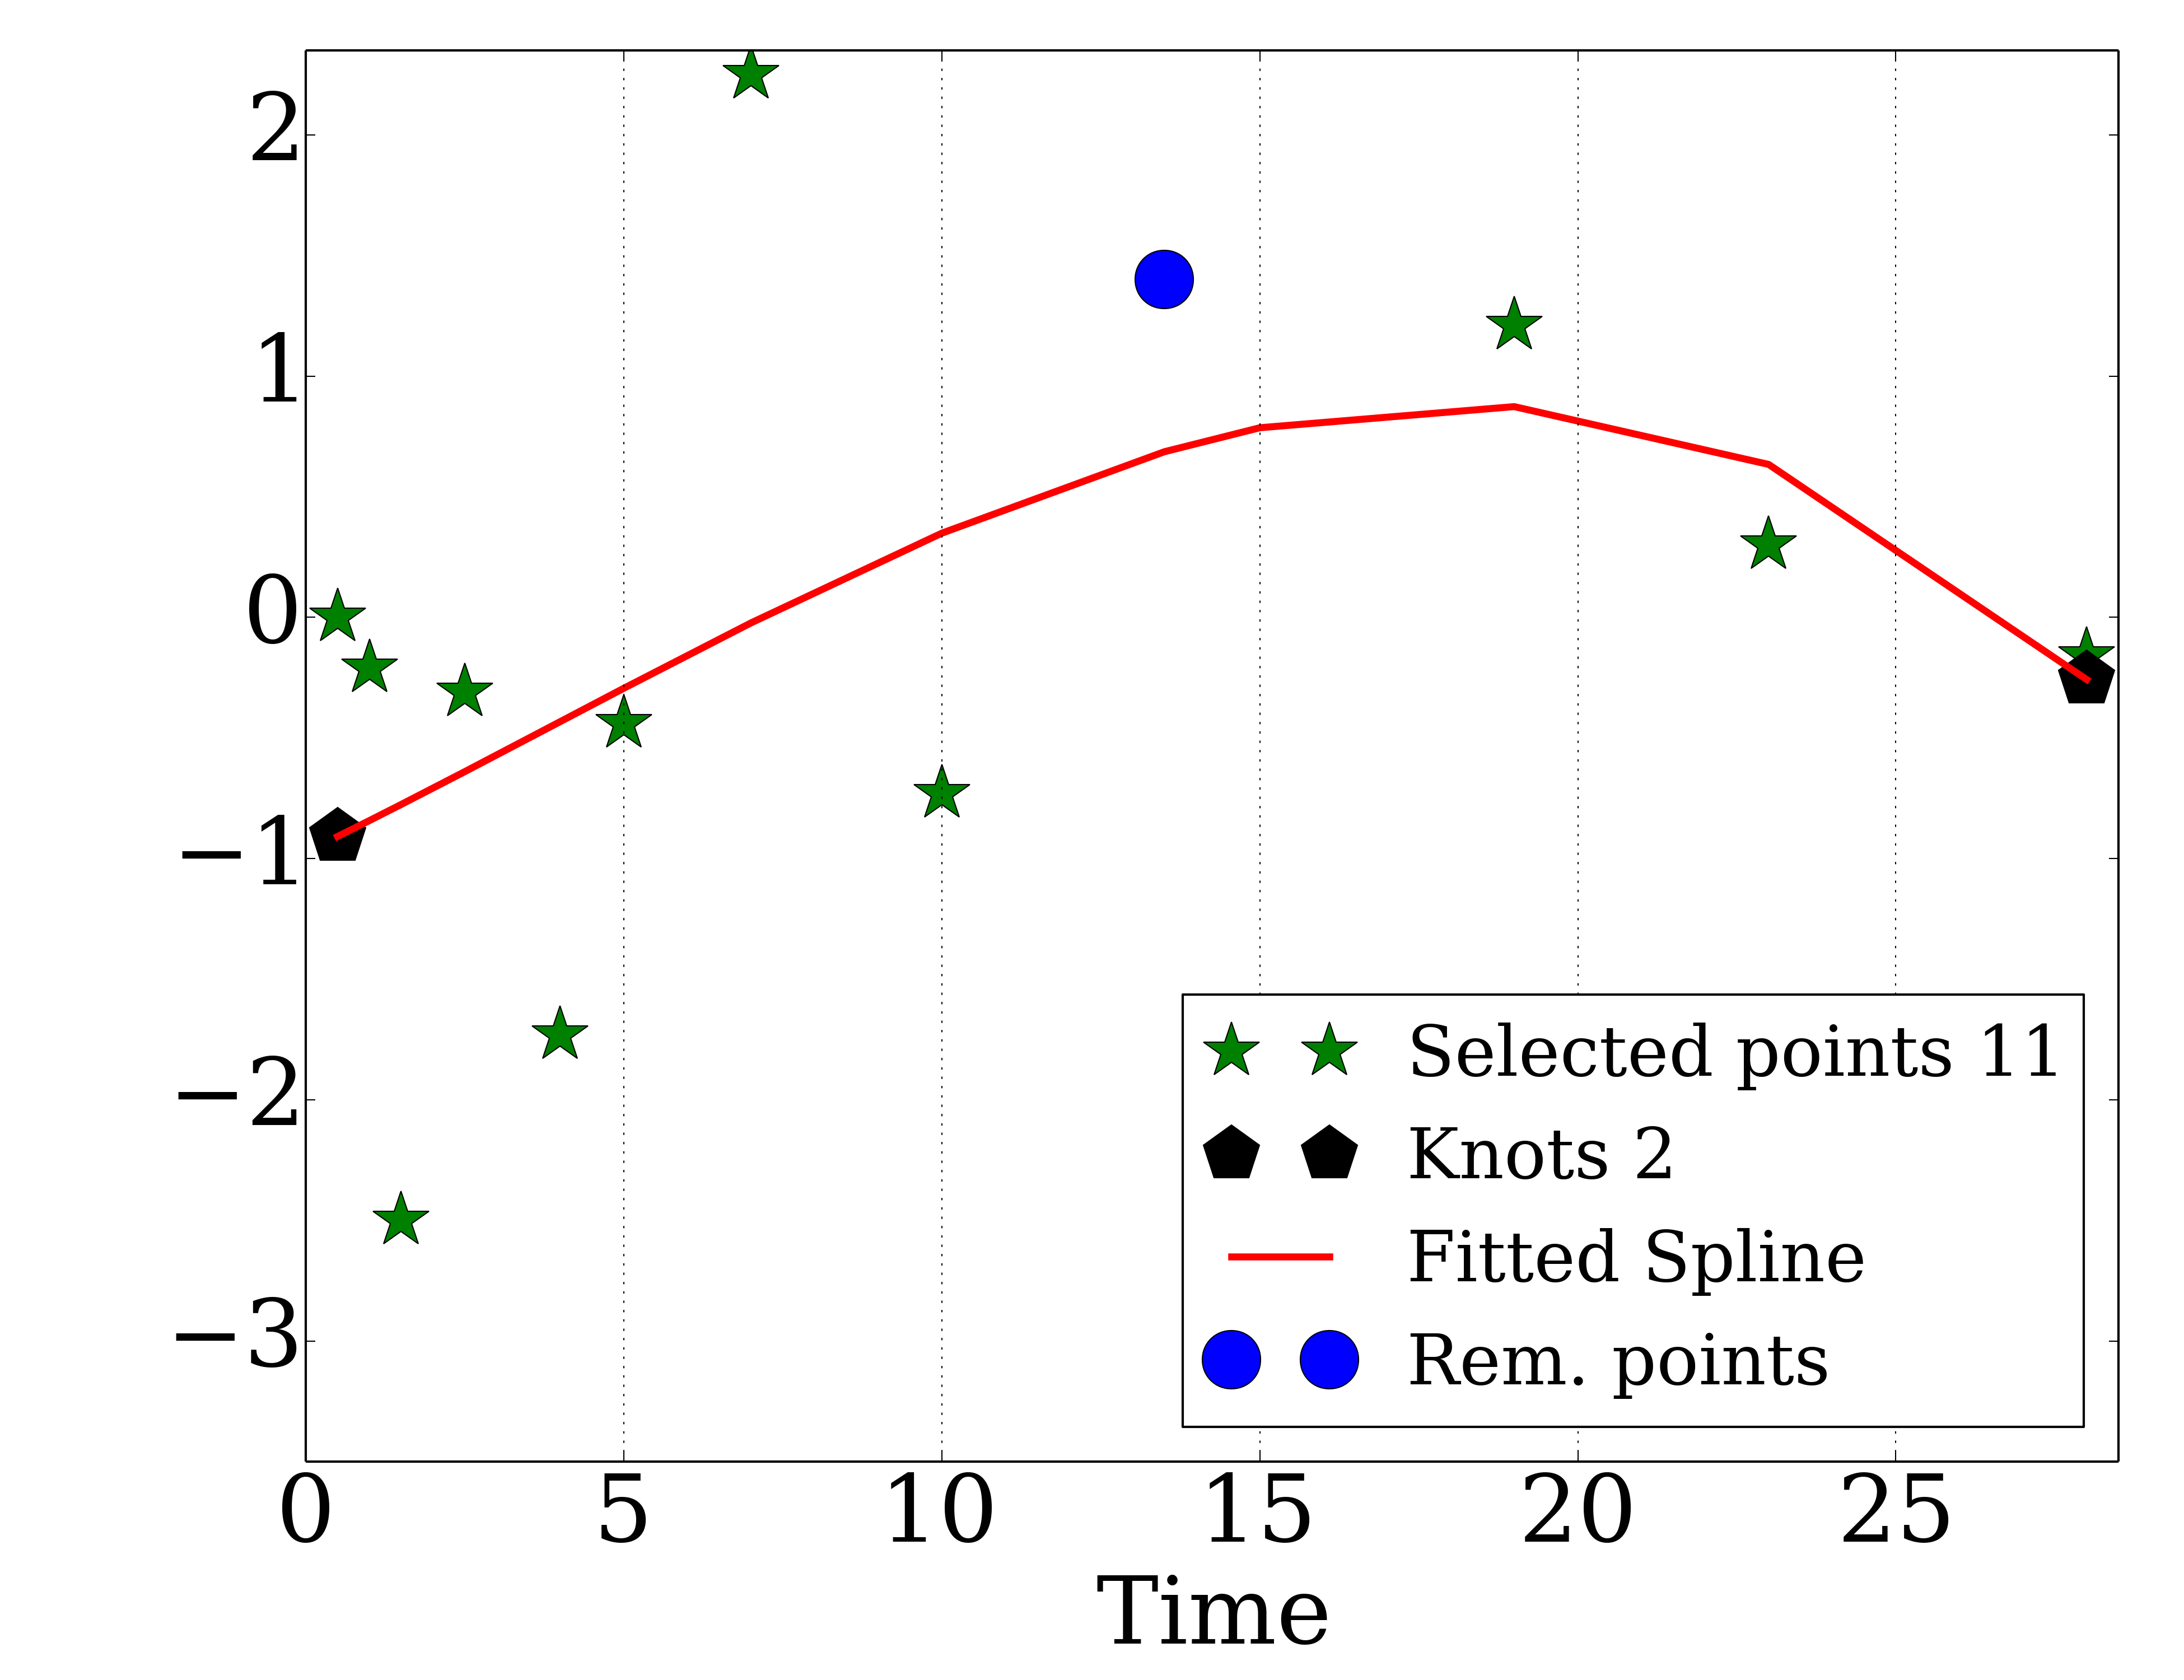 2
1
0
−1
−2
−3
0 5 10 15 20 25
Time
Selected points 11
Knots 2
Fitted Spline
Rem. points